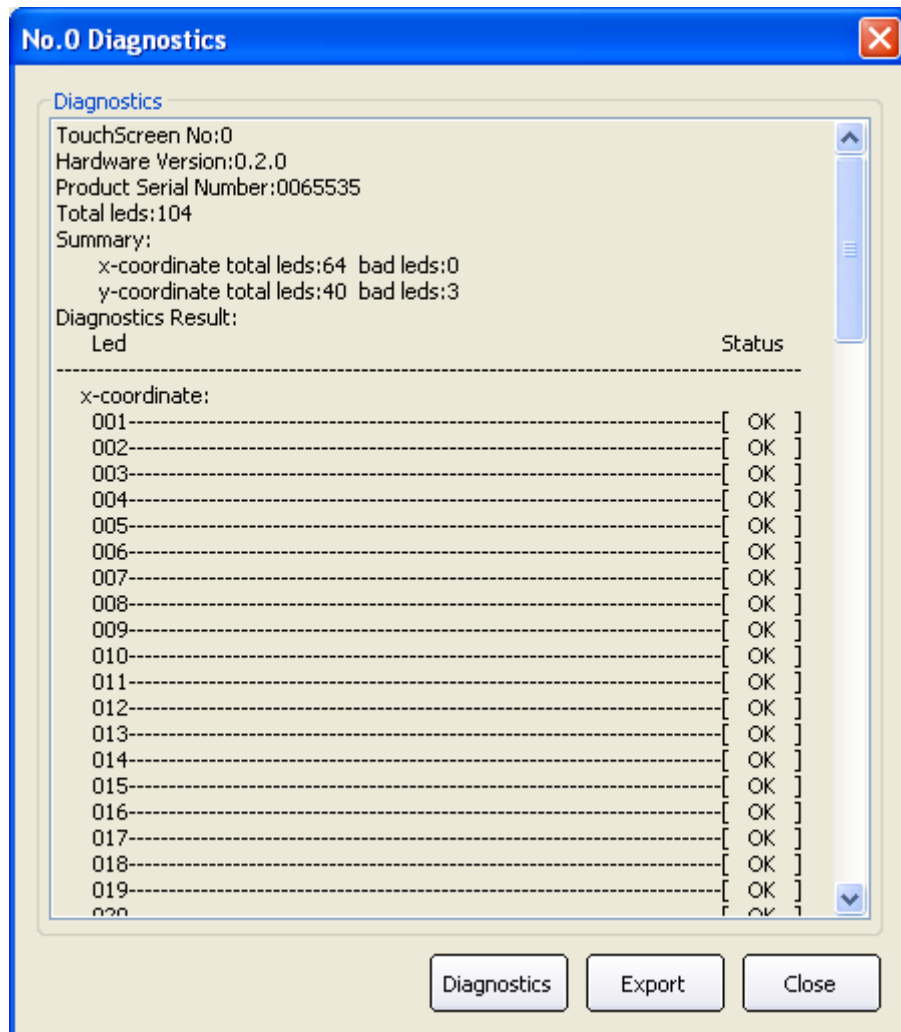 No.0 Diagnostics
Diagnostics
TouchScreen No:0
Hardware Version:0.2.0
Product Serial Number:0065535
Total leds:104
Summary:
x-coordinate total leds:64 bad leds:0
y-coordinate total leds:40 bad leds:3
Diagnostics Result:
Led Status
--------------------------------------------------------------------------------------------
x-coordinate:
001-------------------------------------------------------------------------[ OK ]
002-------------------------------------------------------------------------[ OK ]
003-------------------------------------------------------------------------[ OK ]
004-------------------------------------------------------------------------[ OK ]
005-------------------------------------------------------------------------[ OK ]
006-------------------------------------------------------------------------[ OK ]
007-------------------------------------------------------------------------[ OK ]
008-------------------------------------------------------------------------[ OK ]
009-------------------------------------------------------------------------[ OK ]
010-------------------------------------------------------------------------[ OK ]
011-------------------------------------------------------------------------[ OK ]
012-------------------------------------------------------------------------[ OK ]
013-------------------------------------------------------------------------[ OK ]
014-------------------------------------------------------------------------[ OK ]
015-------------------------------------------------------------------------[ OK ]
016-------------------------------------------------------------------------[ OK ]
017-------------------------------------------------------------------------[ OK ]
018-------------------------------------------------------------------------[ OK ]
019-------------------------------------------------------------------------[ OK ]
Diagnostics Export Close